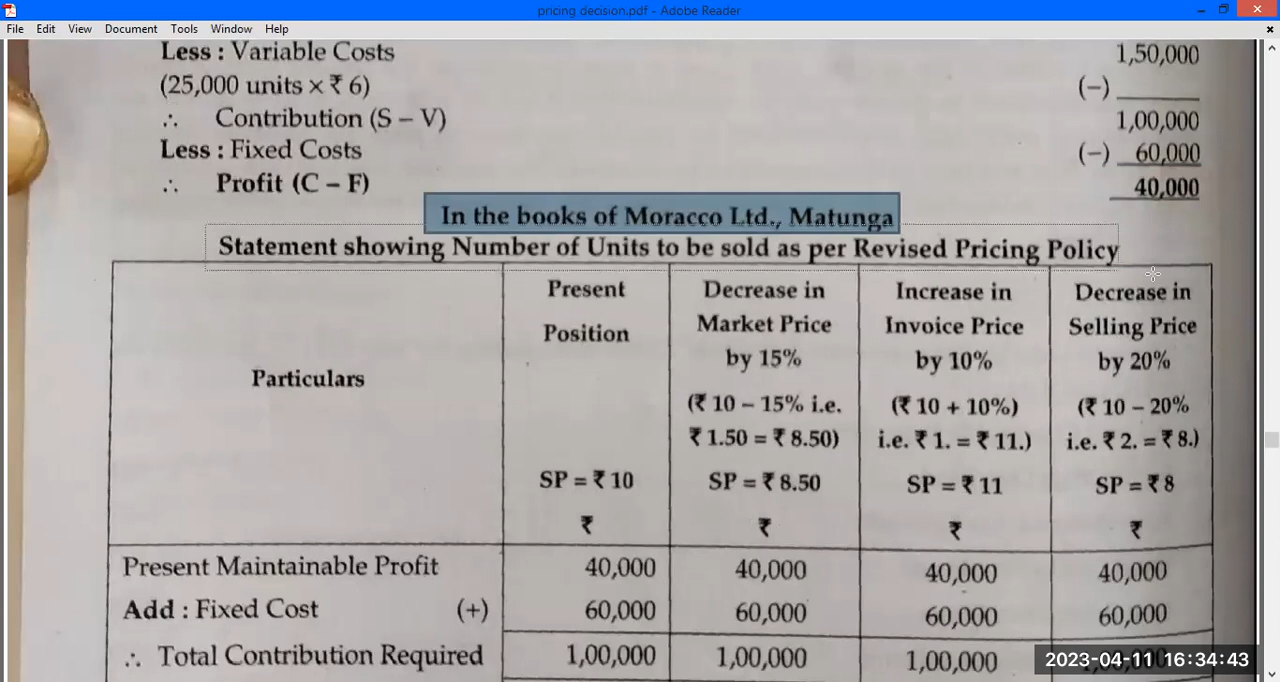 pricing decision.pdf - Adobe Reader
File Edit View Document Tools Window Help
Less : Variable Costs 1,50,000
(25,000 units × ₹ 6) (−)
∴ Contribution (S – V) 1,00,000
Less : Fixed Costs (−) 60,000
∴ Profit (C – F) 40,000
In the books of Moracco Ltd., Matunga
Statement showing Number of Units to be sold as per Revised Pricing Policy
Particulars
Present
Position
SP = ₹ 10
₹
Decrease in
Market Price
by 15%
(₹ 10 – 15% i.e.
₹ 1.50 = ₹ 8.50)
SP = ₹ 8.50
₹
Increase in
Invoice Price
by 10%
(₹ 10 + 10%)
i.e. ₹ 1. = ₹ 11.)
SP = ₹ 11
₹
Decrease in
Selling Price
by 20%
(₹ 10 – 20%
i.e. ₹ 2. = ₹ 8.)
SP = ₹ 8
₹
Present Maintainable Profit 40,000 40,000 40,000 40,000
Add : Fixed Cost (+) 60,000 60,000 60,000 60,000
∴ Total Contribution Required 1,00,000 1,00,000 1,00,000
2023-04-11 16:34:43